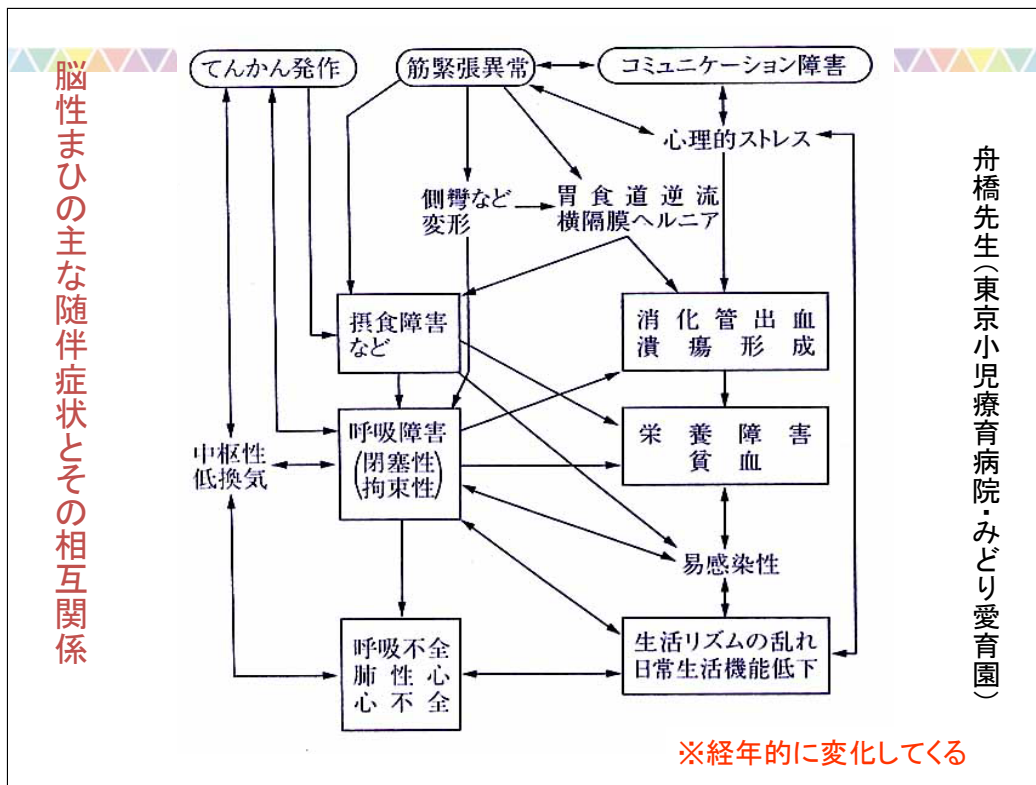 脳性まひの主な随伴症状とその相互関係
てんかん発作
筋緊張異常
コミュニケーション障害
心理的ストレス
側彎など
変形
胃食道逆流
横隔膜ヘルニア
摂食障害
など
消化管出血
潰瘍形成
呼吸障害
(閉塞性)
(拘束性)
栄養障害
貧血
中枢性
低換気
易感染性
呼吸不全
肺性心
心不全
生活リズムの乱れ
日常生活機能低下
舟橋先生(東京小児療育病院・みどり愛育園)
※経年的に変化してくる